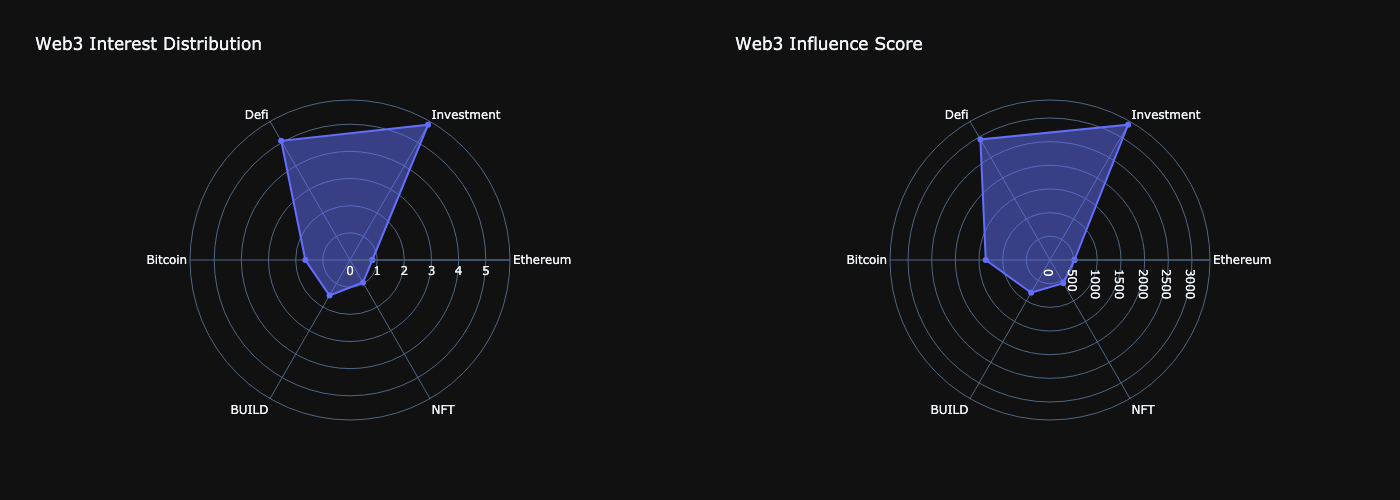 Web3 Interest Distribution
Defi
Investment
Bitcoin
Ethereum
0 1 2 3 4 5
BUILD
NFT
Web3 Influence Score
Defi
Investment
Bitcoin
Ethereum
0 500 1000 1500 2000 2500 3000
BUILD
NFT